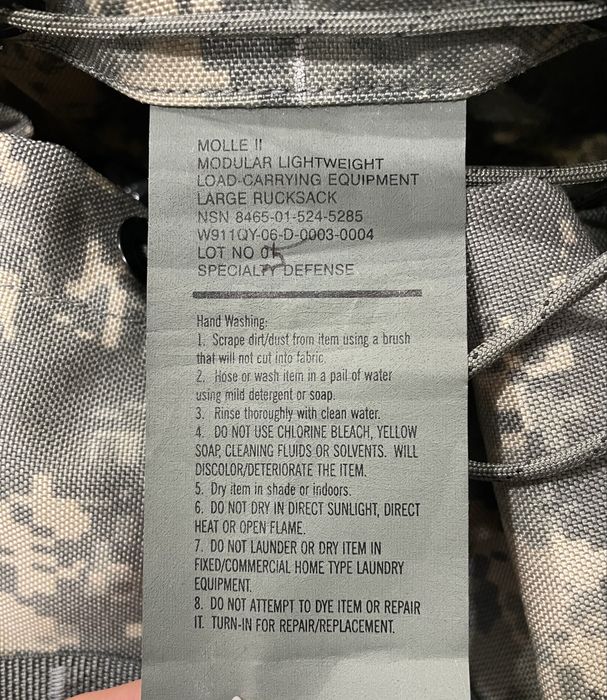 MOLLE II
MODULAR LIGHTWEIGHT
LOAD-CARRYING EQUIPMENT
LARGE RUCKSACK
NSN 8465-01-524-5285
W911QY-06-D-0003-0004
LOT NO
SPECIALTY DEFENSE
Hand Washing:
1. Scrape dirt/dust from item using a brush
that will not cut into fabric.
2. Hose or wash item in a pail of water
using mild detergent or soap.
3. Rinse thoroughly with clean water.
4. DO NOT USE CHLORINE BLEACH, YELLOW
SOAP, CLEANING FLUIDS OR SOLVENTS. WILL
DISCOLOR/DETERIORATE THE ITEM.
5. Dry item in shade or indoors.
6. DO NOT DRY IN DIRECT SUNLIGHT, DIRECT
HEAT OR OPEN FLAME.
7. DO NOT LAUNDER OR DRY ITEM IN
FIXED/COMMERCIAL HOME TYPE LAUNDRY
EQUIPMENT.
8. DO NOT ATTEMPT TO DYE ITEM OR REPAIR
IT. TURN-IN FOR REPAIR/REPLACEMENT.